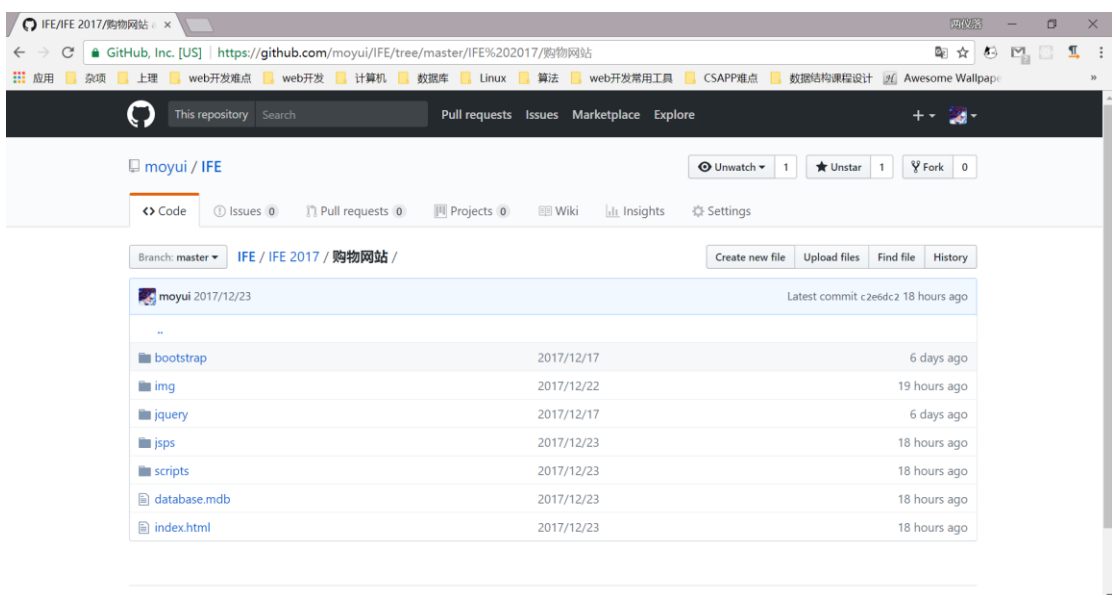 IFE/IFE 2017/购物网站
调仪器
GitHub, Inc. [US] | https://github.com/moyui/IFE/tree/master/IFE%202017/购物网站
应用 杂项 上理 web开发难点 web开发 计算机 数据库 Linux 算法 web开发常用工具 CSAPP难点 数据结构课程设计 Awesome Wallpape »
This repository Search Pull requests Issues Marketplace Explore
moyui / IFE Unwatch 1 Unstar 1 Fork 0
Code Issues 0 Pull requests 0 Projects 0 Wiki Insights Settings
Branch: master IFE / IFE 2017 / 购物网站 / Create new file Upload files Find file History
moyui 2017/12/23 Latest commit c2e6dc2 18 hours ago
..
bootstrap 2017/12/17 6 days ago
img 2017/12/22 19 hours ago
jquery 2017/12/17 6 days ago
jsps 2017/12/23 18 hours ago
scripts 2017/12/23 18 hours ago
database.mdb 2017/12/23 18 hours ago
index.html 2017/12/23 18 hours ago